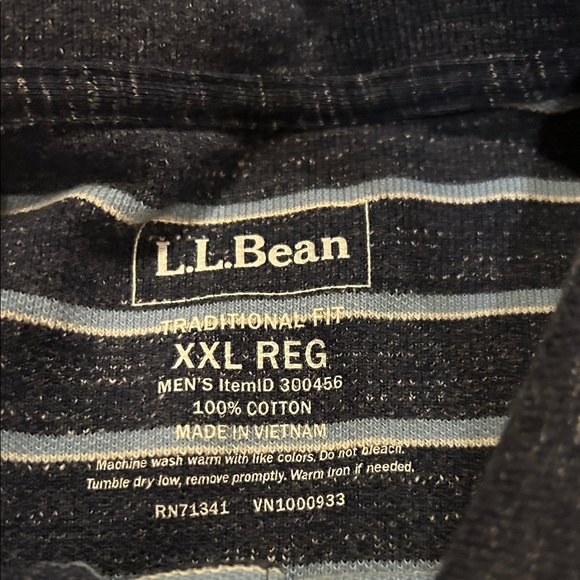 L.L.Bean
TRADITIONAL FIT
XXL REG
MEN'S ItemID 300456
100% COTTON
MADE IN VIETNAM
Machine wash warm with like colors. Do not bleach.
Tumble dry low, remove promptly. Warm iron if needed.
RN71341 VN1000933